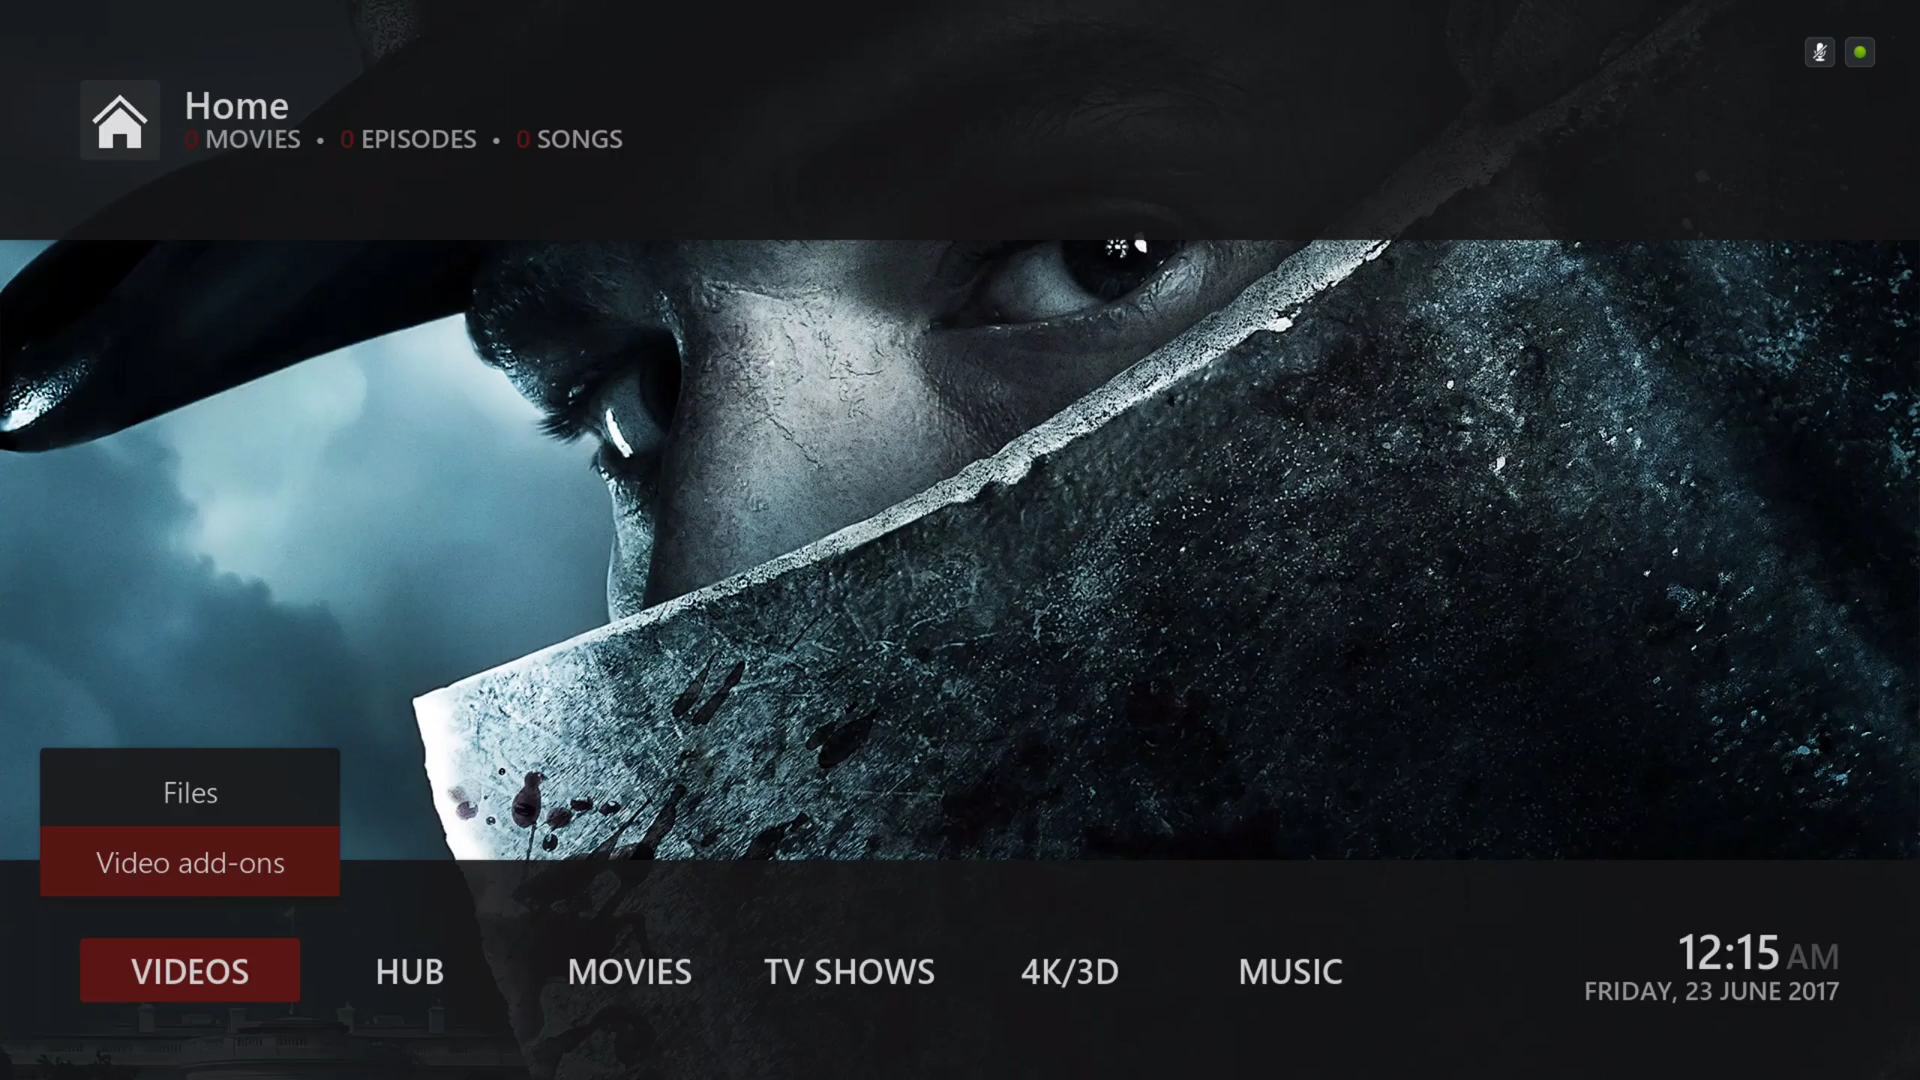 Home
0 MOVIES • 0 EPISODES • 0 SONGS
Files
Video add-ons
VIDEOS
HUB
MOVIES
TV SHOWS
4K/3D
MUSIC
12:15 AM
FRIDAY, 23 JUNE 2017